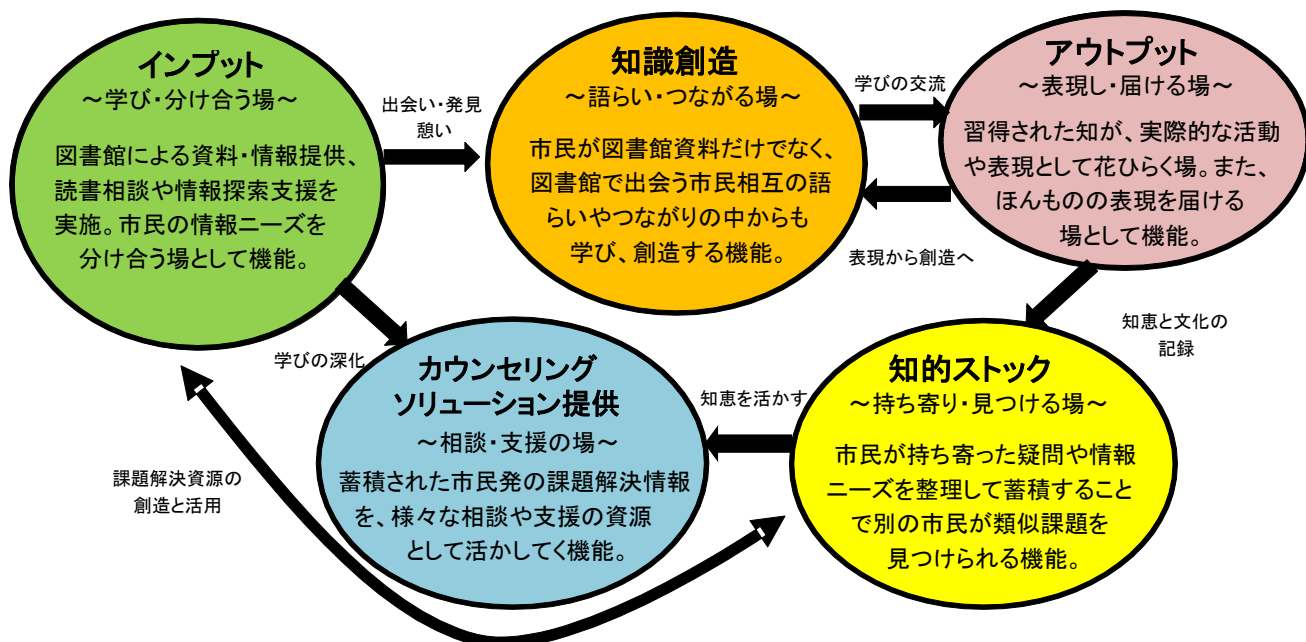 インプット
～学び・分け合う場～
図書館による資料・情報提供、
読書相談や情報探索支援を
実施。市民の情報ニーズを
分け合う場として機能。
出会い・発見
憩い
知識創造
～語らい・つながる場～
市民が図書館資料だけでなく、
図書館で出会う市民相互の語
らいやつながりの中からも
学び、創造する機能。
学びの交流
表現から創造へ
アウトプット
～表現し・届ける場～
習得された知が、実際的な活動
や表現として花ひらく場。また、
ほんものの表現を届ける
場として機能。
知恵と文化の
記録
学びの深化
カウンセリング
ソリューション提供
～相談・支援の場～
蓄積された市民発の課題解決情報
を、様々な相談や支援の資源
として活かしてく機能。
知恵を活かす
知的ストック
～持ち寄り・見つける場～
市民が持ち寄った疑問や情報
ニーズを整理して蓄積すること
で別の市民が類似課題を
見つけられる機能。
課題解決資源の
創造と活用